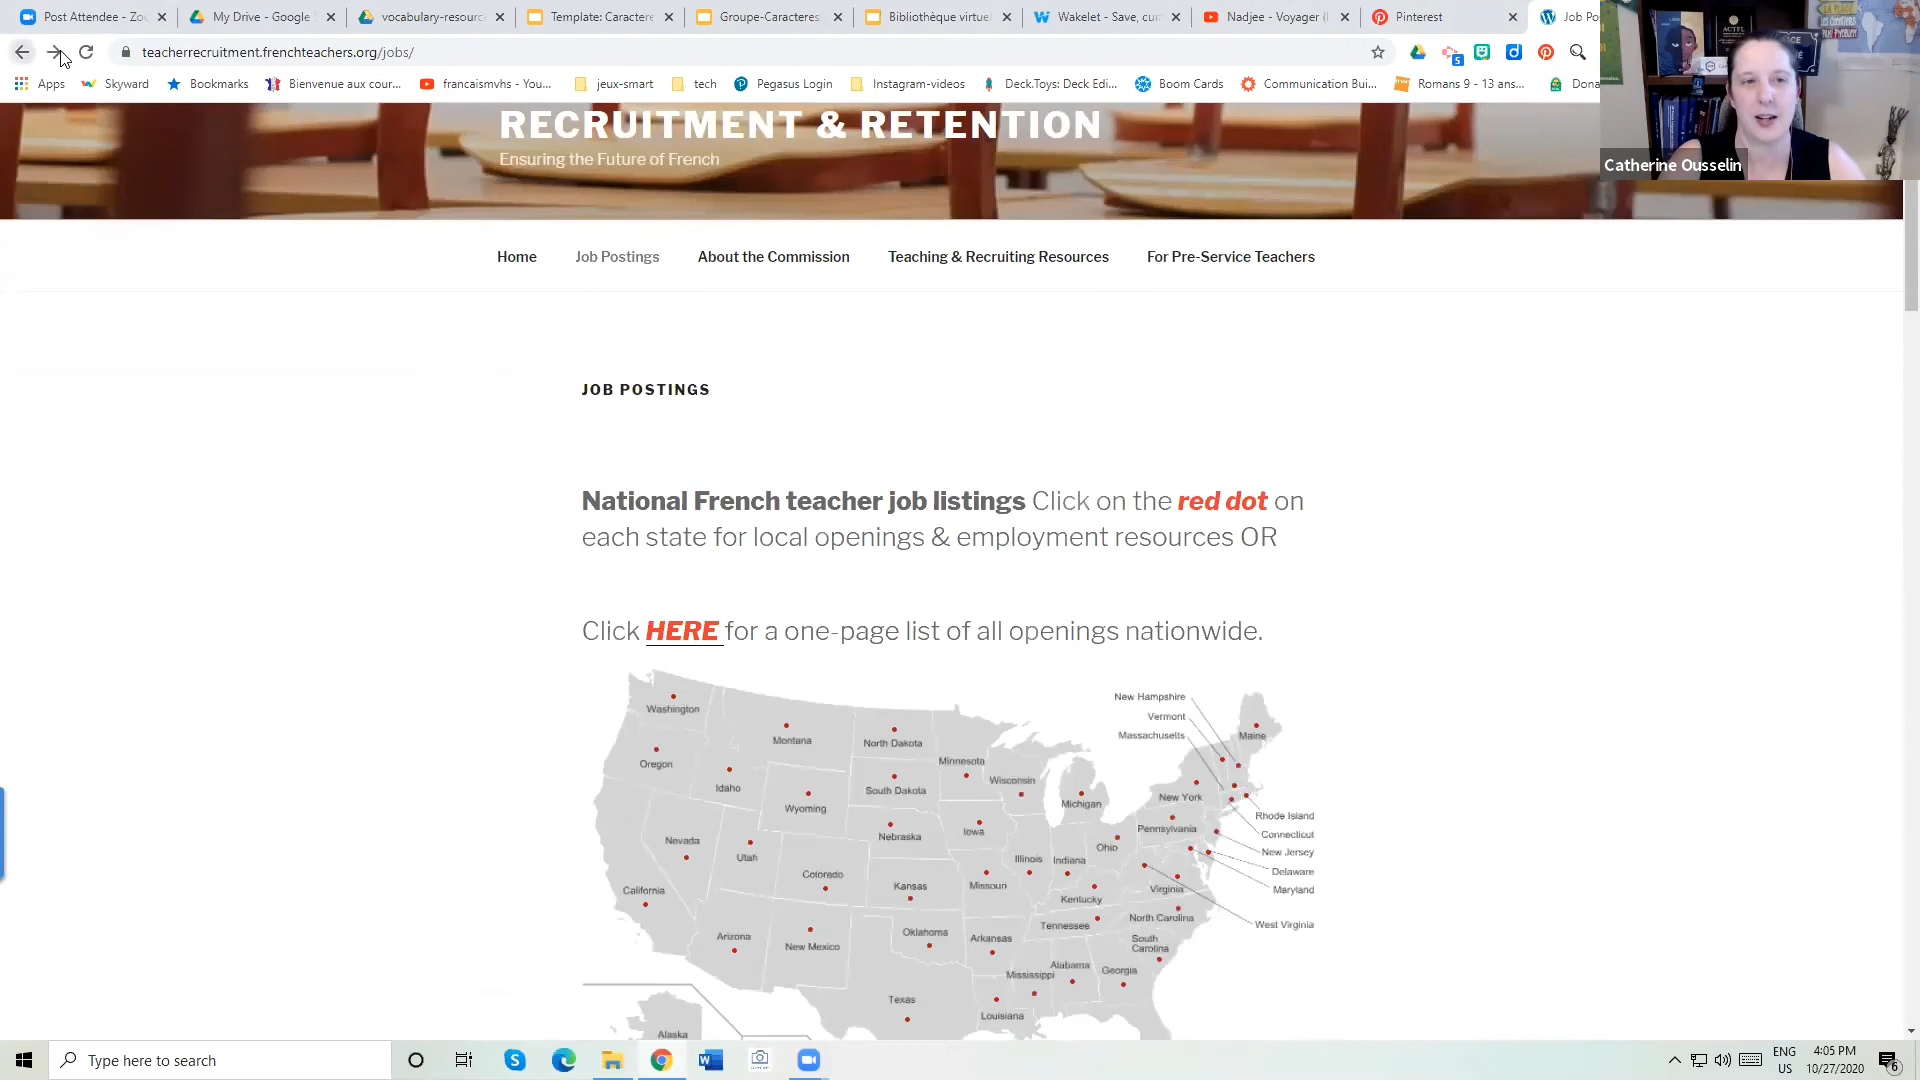 Post Attendee - Zo
My Drive - Google
vocabulary-resourc
Template: Caractere
Groupe-Caracteres
Bibliothèque virtue
Wakelet - Save, cu
Nadjee - Voyager (
Pinterest
Job Po
teacherrecruitment.frenchteachers.org/jobs/
5
Apps
Skyward
Bookmarks
Bienvenue aux cour...
francaismvhs - You...
jeux-smart
tech
Pegasus Login
Instagram-videos
Deck.Toys: Deck Edi...
Boom Cards
Communication Bui...
Romans 9 - 13 ans...
Dona
ACTFL
Catherine Ousselin
RECRUITMENT & RETENTION
Ensuring the Future of French
Home
Job Postings
About the Commission
Teaching & Recruiting Resources
For Pre-Service Teachers
JOB POSTINGS
National French teacher job listings Click on the red dot on
each state for local openings & employment resources OR
Click HERE for a one-page list of all openings nationwide.
Washington
Oregon
Idaho
Montana
North Dakota
South Dakota
Minnesota
Wisconsin
Michigan
New Hampshire
Vermont
Massachusetts
Maine
Wyoming
Nebraska
Iowa
New York
Pennsylvania
Rhode Island
Connecticut
New Jersey
Delaware
Maryland
Nevada
Utah
Colorado
Kansas
Missouri
Illinois
Indiana
Ohio
Kentucky
Virginia
West Virginia
California
Arizona
New Mexico
Oklahoma
Arkansas
Tennessee
North Carolina
South
Carolina
Mississippi
Alabama
Georgia
Texas
Louisiana
Alaska
Type here to search
ENG
US
4:05 PM
10/27/2020
6